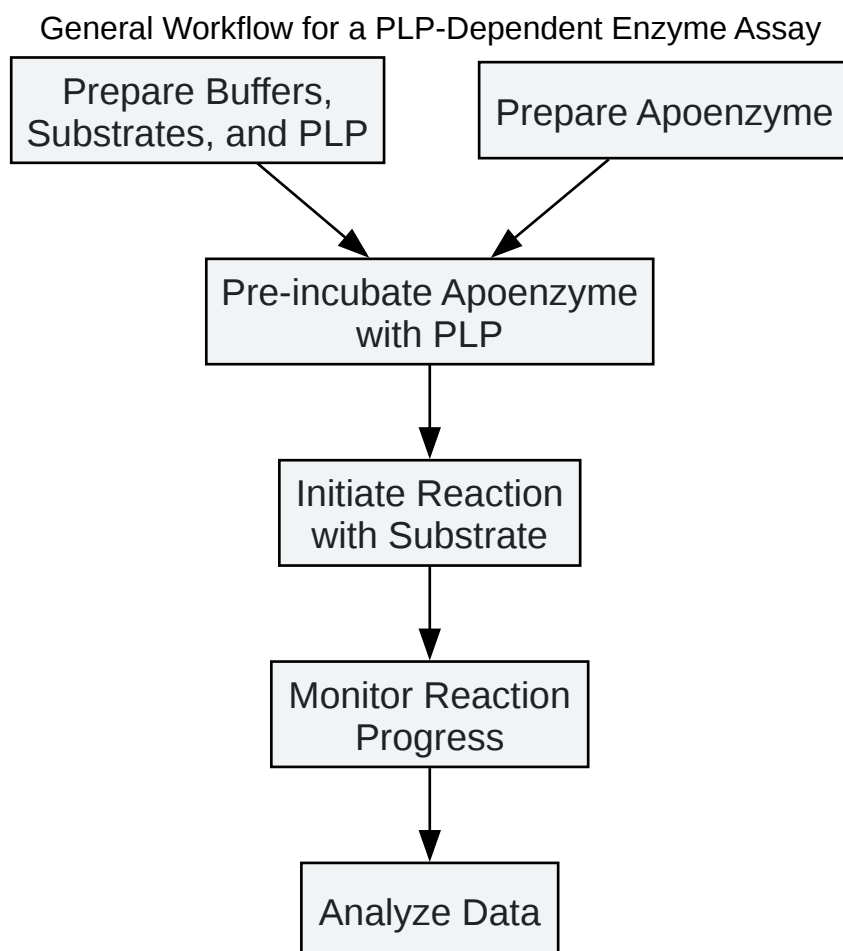 General Workflow for a PLP-Dependent Enzyme Assay
Prepare Buffers,
Substrates, and PLP
Prepare Apoenzyme
Pre-incubate Apoenzyme
with PLP
Initiate Reaction
with Substrate
Monitor Reaction
Progress
Analyze Data